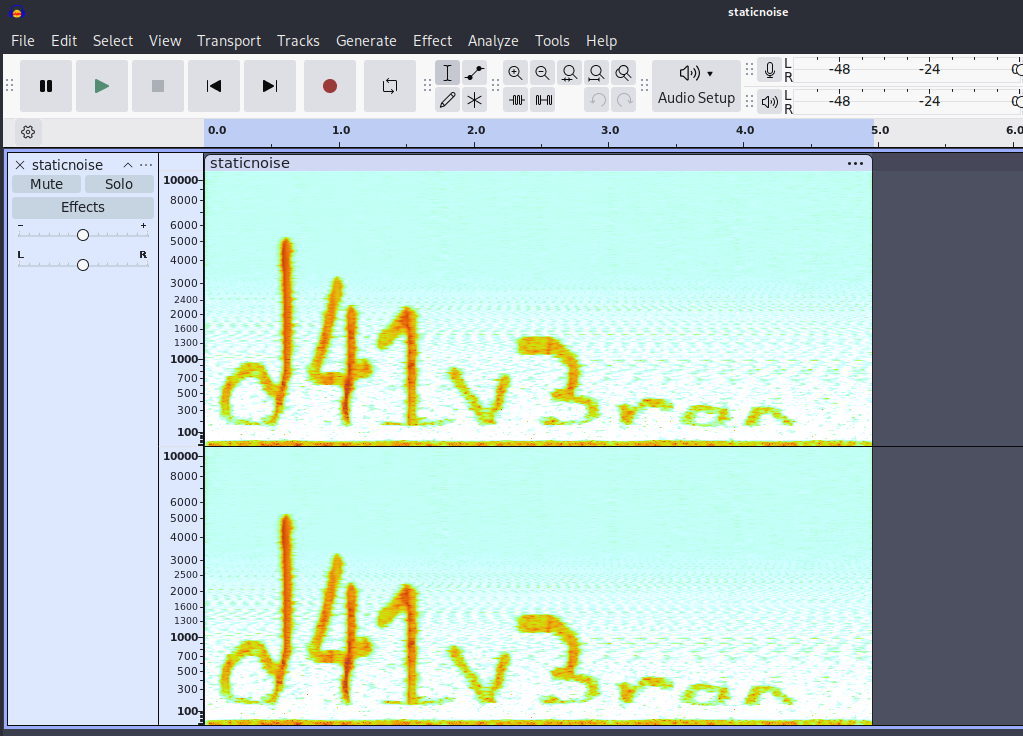 staticnoise
File Edit Select View Transport Tracks Generate Effect Analyze Tools Help
L R -48 -24 0
Audio Setup
L R -48 -24 0
0.0 1.0 2.0 3.0 4.0 5.0 6.0
staticnoise
Mute Solo
Effects
- +
L R
staticnoise
10000
8000
6000
5000
4000
3000
2400
2000
1600
1300
1000
700
500
300
100
d41v3ran
10000
8000
6000
5000
4000
3000
2500
2000
1600
1300
1000
700
500
300
100
d41v3ran